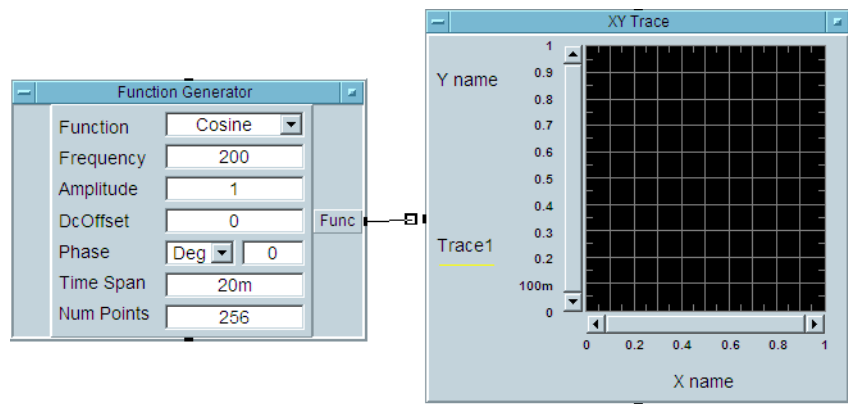 Function Generator
Function Cosine
Frequency 200
Amplitude 1
DcOffset 0
Phase Deg 0
Time Span 20m
Num Points 256
Func
XY Trace
Y name
Trace1
1
0.9
0.8
0.7
0.6
0.5
0.4
0.3
0.2
100m
0
0 0.2 0.4 0.6 0.8 1
X name